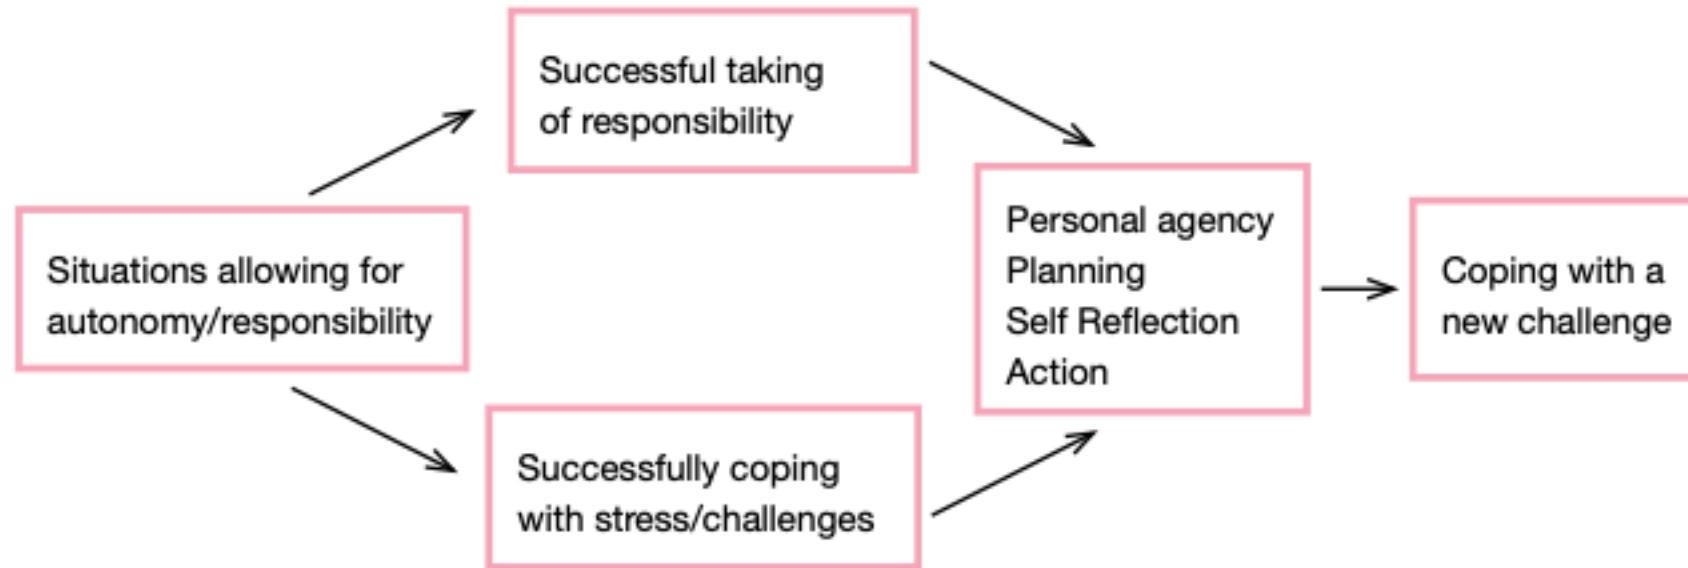 Successful taking
of responsibility
Situations allowing for
autonomy/responsibility
Successfully coping
with stress/challenges
Personal agency
Planning
Self Reflection
Action
Coping with a
new challenge